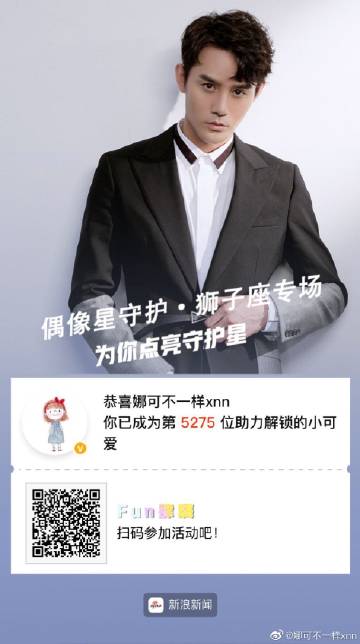 偶像星守护·狮子座专场
为你点亮守护星
恭喜娜可不一样xnn
你已成为第 5275 位助力解锁的小可
爱
扫码参加活动吧！
新浪新闻
@娜可不一样xnn